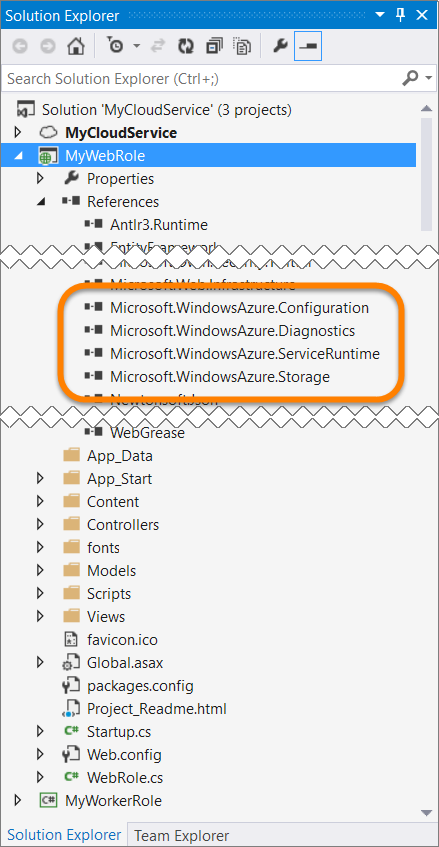 Solution Explorer
Search Solution Explorer (Ctrl+;)
Solution 'MyCloudService' (3 projects)
MyCloudService
MyWebRole
Properties
References
Antlr3.Runtime
EntityFramework
Microsoft.Web.Infrastructure
Microsoft.WindowsAzure.Configuration
Microsoft.WindowsAzure.Diagnostics
Microsoft.WindowsAzure.ServiceRuntime
Microsoft.WindowsAzure.Storage
Newtonsoft.Json
WebGrease
App_Data
App_Start
Content
Controllers
fonts
Models
Scripts
Views
favicon.ico
Global.asax
packages.config
Project_Readme.html
C# Startup.cs
Web.config
C# WebRole.cs
C# MyWorkerRole
Solution Explorer Team Explorer